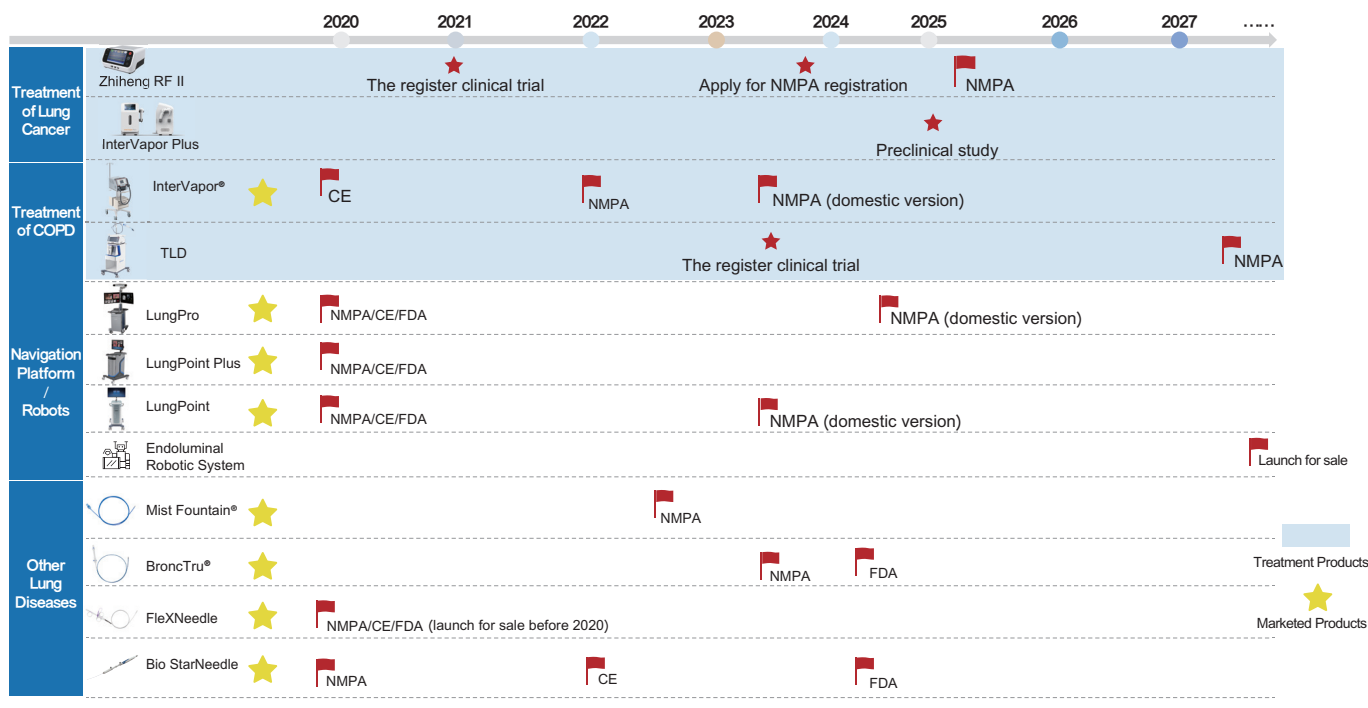 2020 2021 2022 2023 2024 2025 2026 2027 ......
Treatment
of Lung
Cancer
Zhiheng RF II
The register clinical trial
Apply for NMPA registration
NMPA
InterVapor Plus
Preclinical study
Treatment
of COPD
InterVapor®
CE
NMPA
NMPA (domestic version)
TLD
The register clinical trial
NMPA
Navigation
Platform
/
Robots
LungPro
NMPA/CE/FDA
NMPA (domestic version)
LungPoint Plus
NMPA/CE/FDA
LungPoint
NMPA/CE/FDA
NMPA (domestic version)
Endoluminal
Robotic System
Launch for sale
Other
Lung
Diseases
Mist Fountain®
NMPA
BroncTru®
NMPA
FDA
FleXNeedle
NMPA/CE/FDA (launch for sale before 2020)
Bio StarNeedle
NMPA
CE
FDA
Treatment Products
Marketed Products